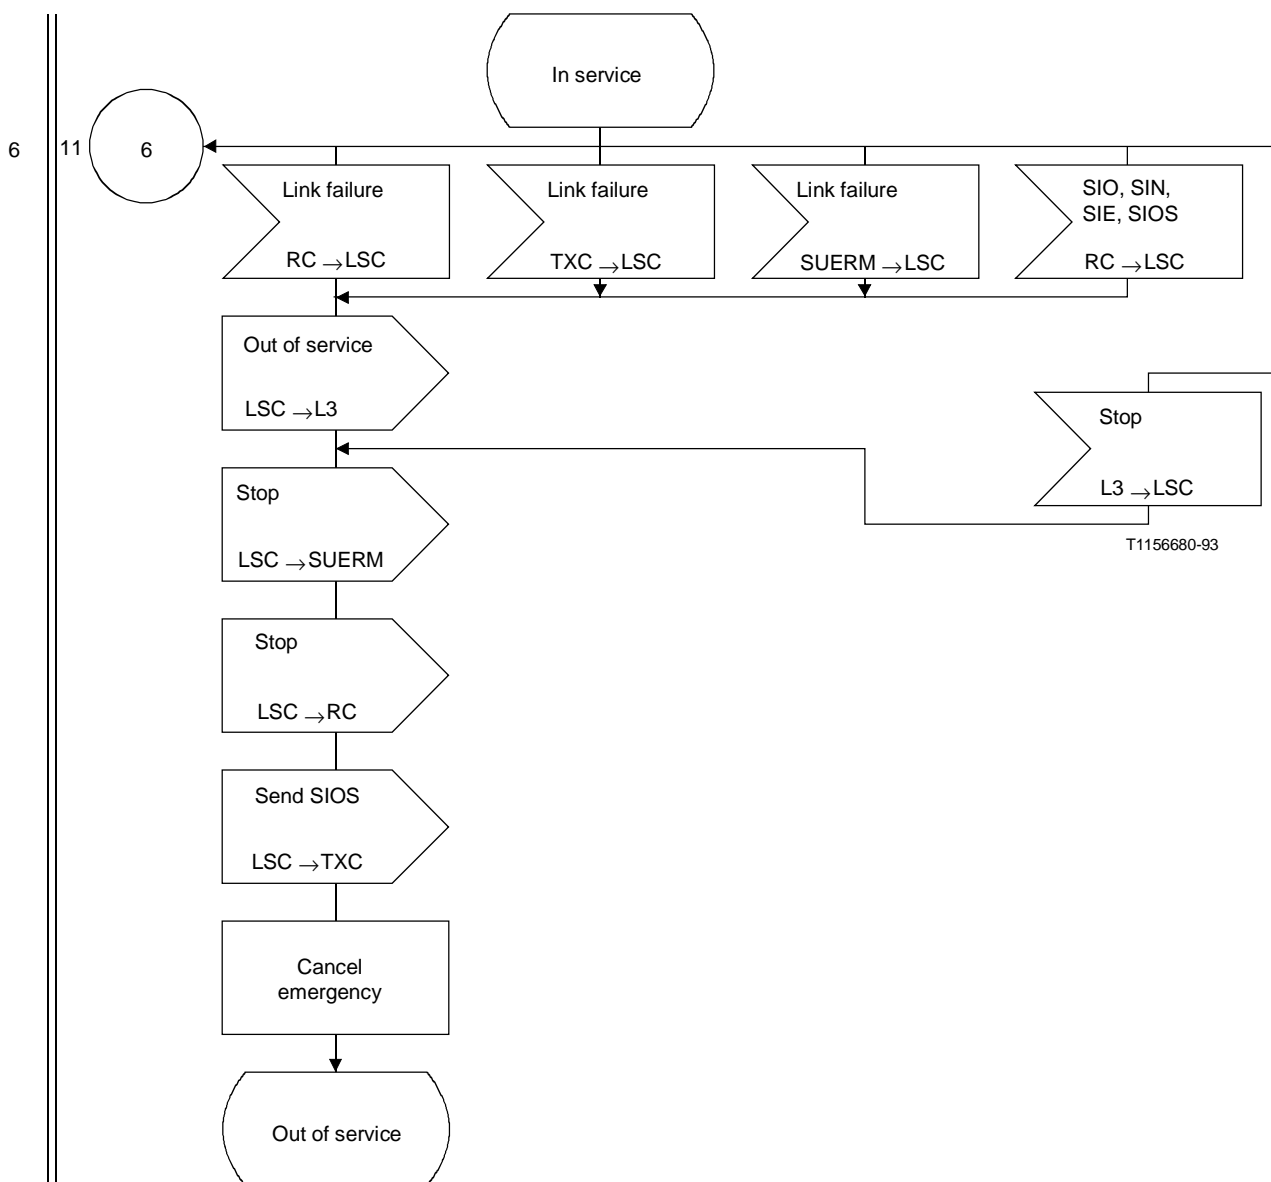 In service
6
11
6
Link failure
RC →LSC
Link failure
TXC →LSC
Link failure
SUERM →LSC
SIO, SIN,
SIE, SIOS
RC →LSC
Out of service
LSC →L3
Stop
L3 →LSC
T1156680-93
Stop
LSC →SUERM
Stop
LSC →RC
Send SIOS
LSC →TXC
Cancel
emergency
Out of service